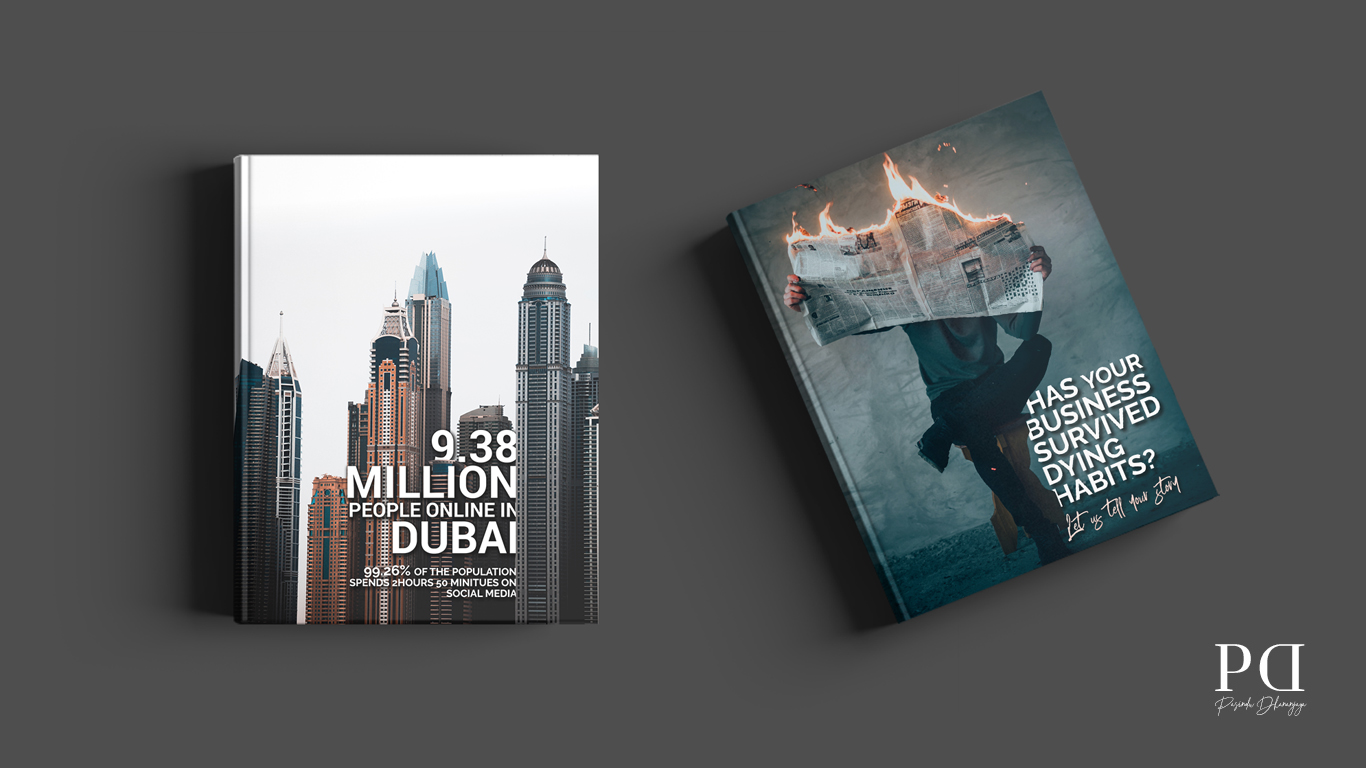 9.38
MILLION
PEOPLE ONLINE IN
DUBAI
99.26% OF THE POPULATION
SPENDS 2HOURS 50 MINITUES ON
SOCIAL MEDIA
HAS YOUR
BUSINESS
SURVIVED
DYING
HABITS?
Let us tell your story
PD
Pasindu Dhananjaya